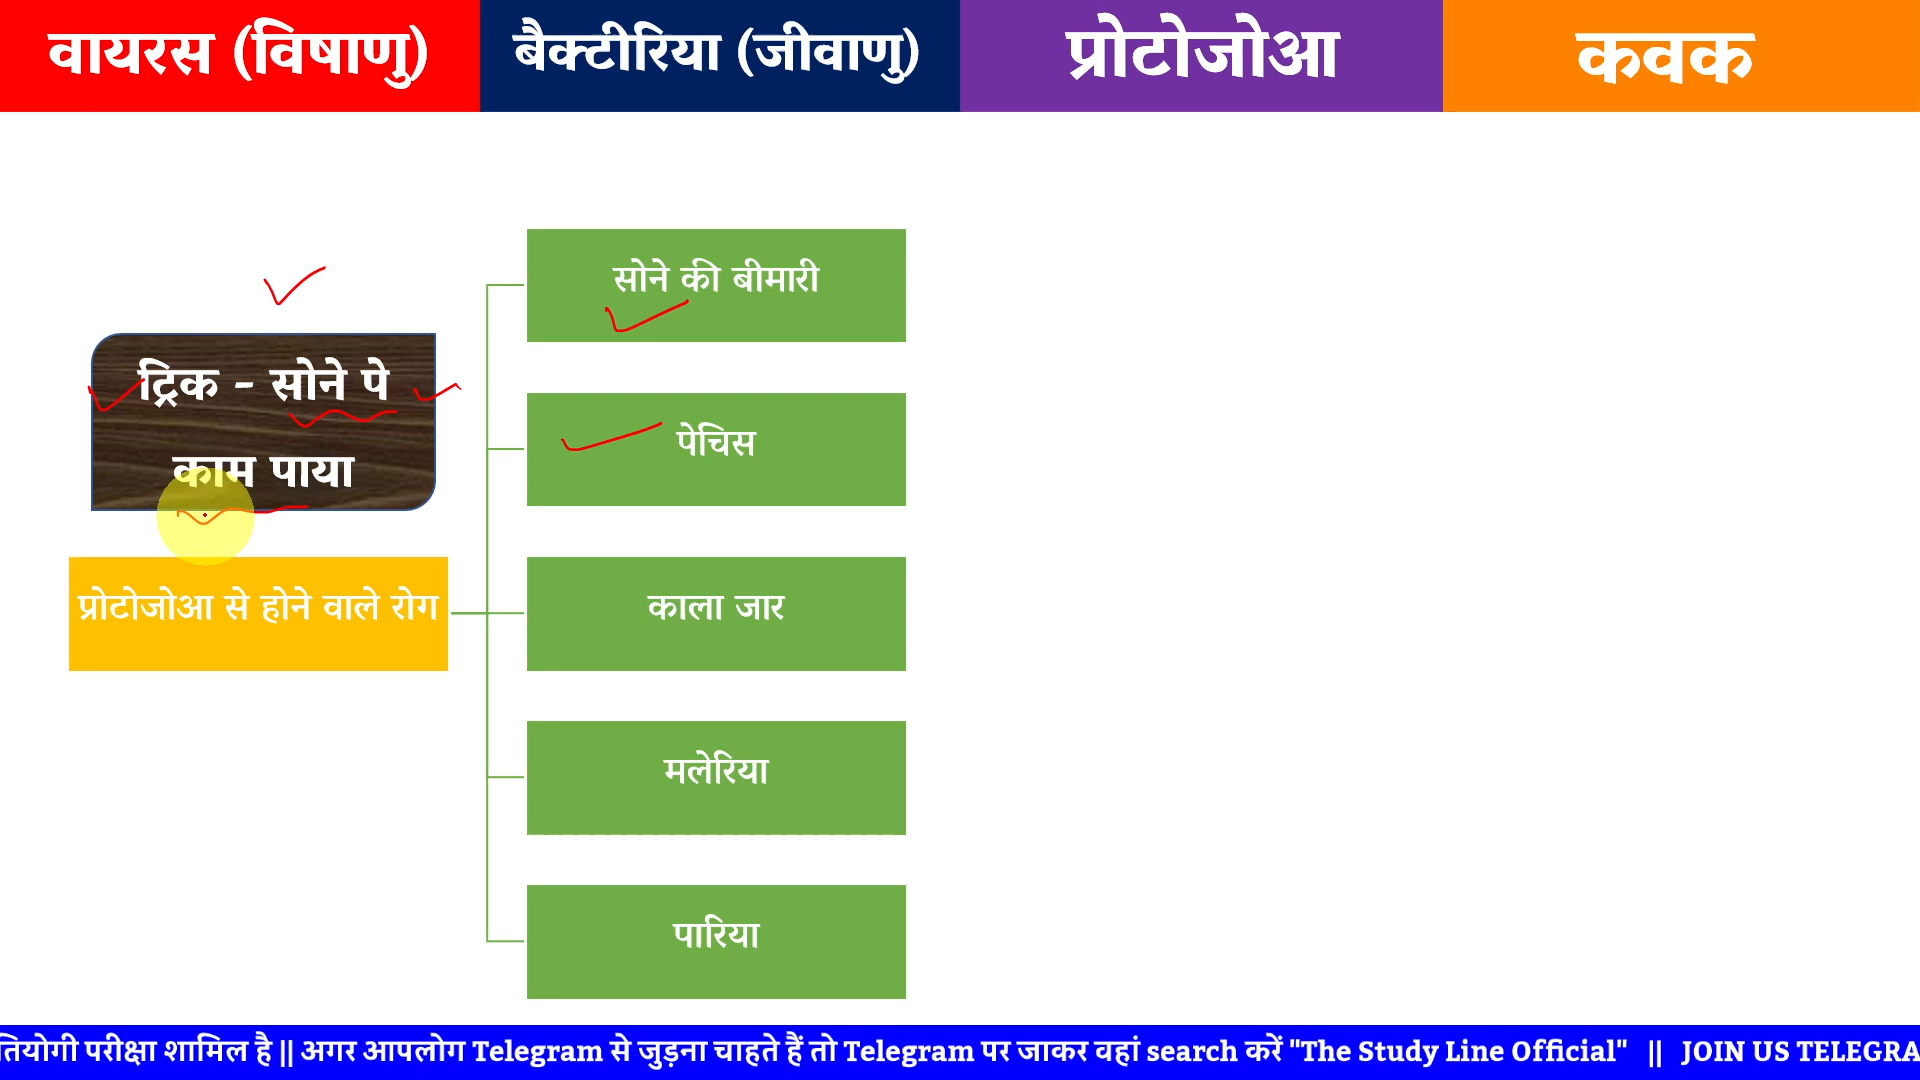 वायरस (विषाणु)
बैक्टीरिया (जीवाणु)
प्रोटोजोआ
कवक
ट्रिक - सोने पे
काम पाया
प्रोटोजोआ से होने वाले रोग
सोने की बीमारी
पेचिस
काला जार
मलेरिया
पारिया
तियोगी परीक्षा शामिल है || अगर आपलोग Telegram से जुड़ना चाहते हैं तो Telegram पर जाकर वहां search करें "The Study Line Official" || JOIN US TELEGRA